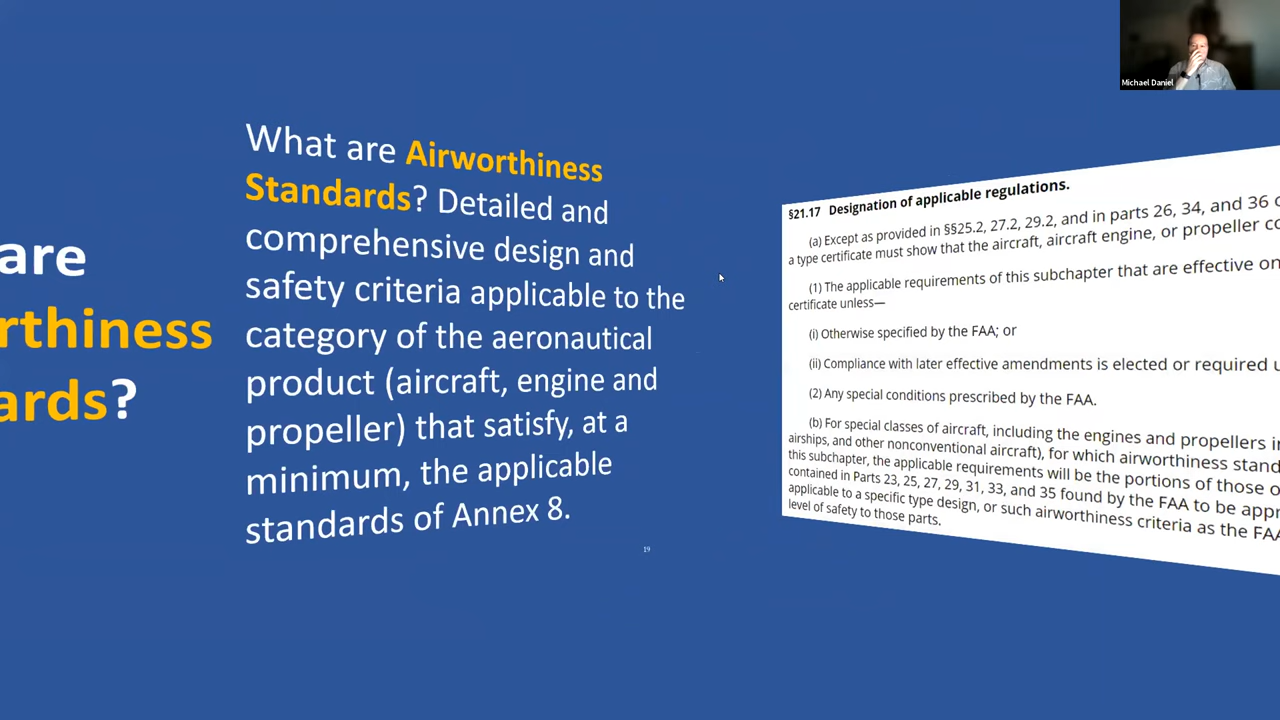 Michael Daniel
are
rthiness
ards?
What are Airworthiness
Standards? Detailed and
comprehensive design and
safety criteria applicable to the
category of the aeronautical
product (aircraft, engine and
propeller) that satisfy, at a
minimum, the applicable
standards of Annex 8.
19
§21.17 Designation of applicable regulations.
(a) Except as provided in §§25.2, 27.2, 29.2, and in parts 26, 34, and 36
a type certificate must show that the aircraft, aircraft engine, or propeller
(1) The applicable requirements of this subchapter that are effective on
certificate unless—
(i) Otherwise specified by the FAA; or
(ii) Compliance with later effective amendments is elected or required
(2) Any special conditions prescribed by the FAA.
(b) For special classes of aircraft, including the engines and propellers
airships, and other nonconventional aircraft), for which airworthiness
this subchapter, the applicable requirements will be the portions of those
contained in Parts 23, 25, 27, 29, 31, 33, and 35 found by the FAA to be
applicable to a specific type design, or such airworthiness criteria as the
level of safety to those parts.